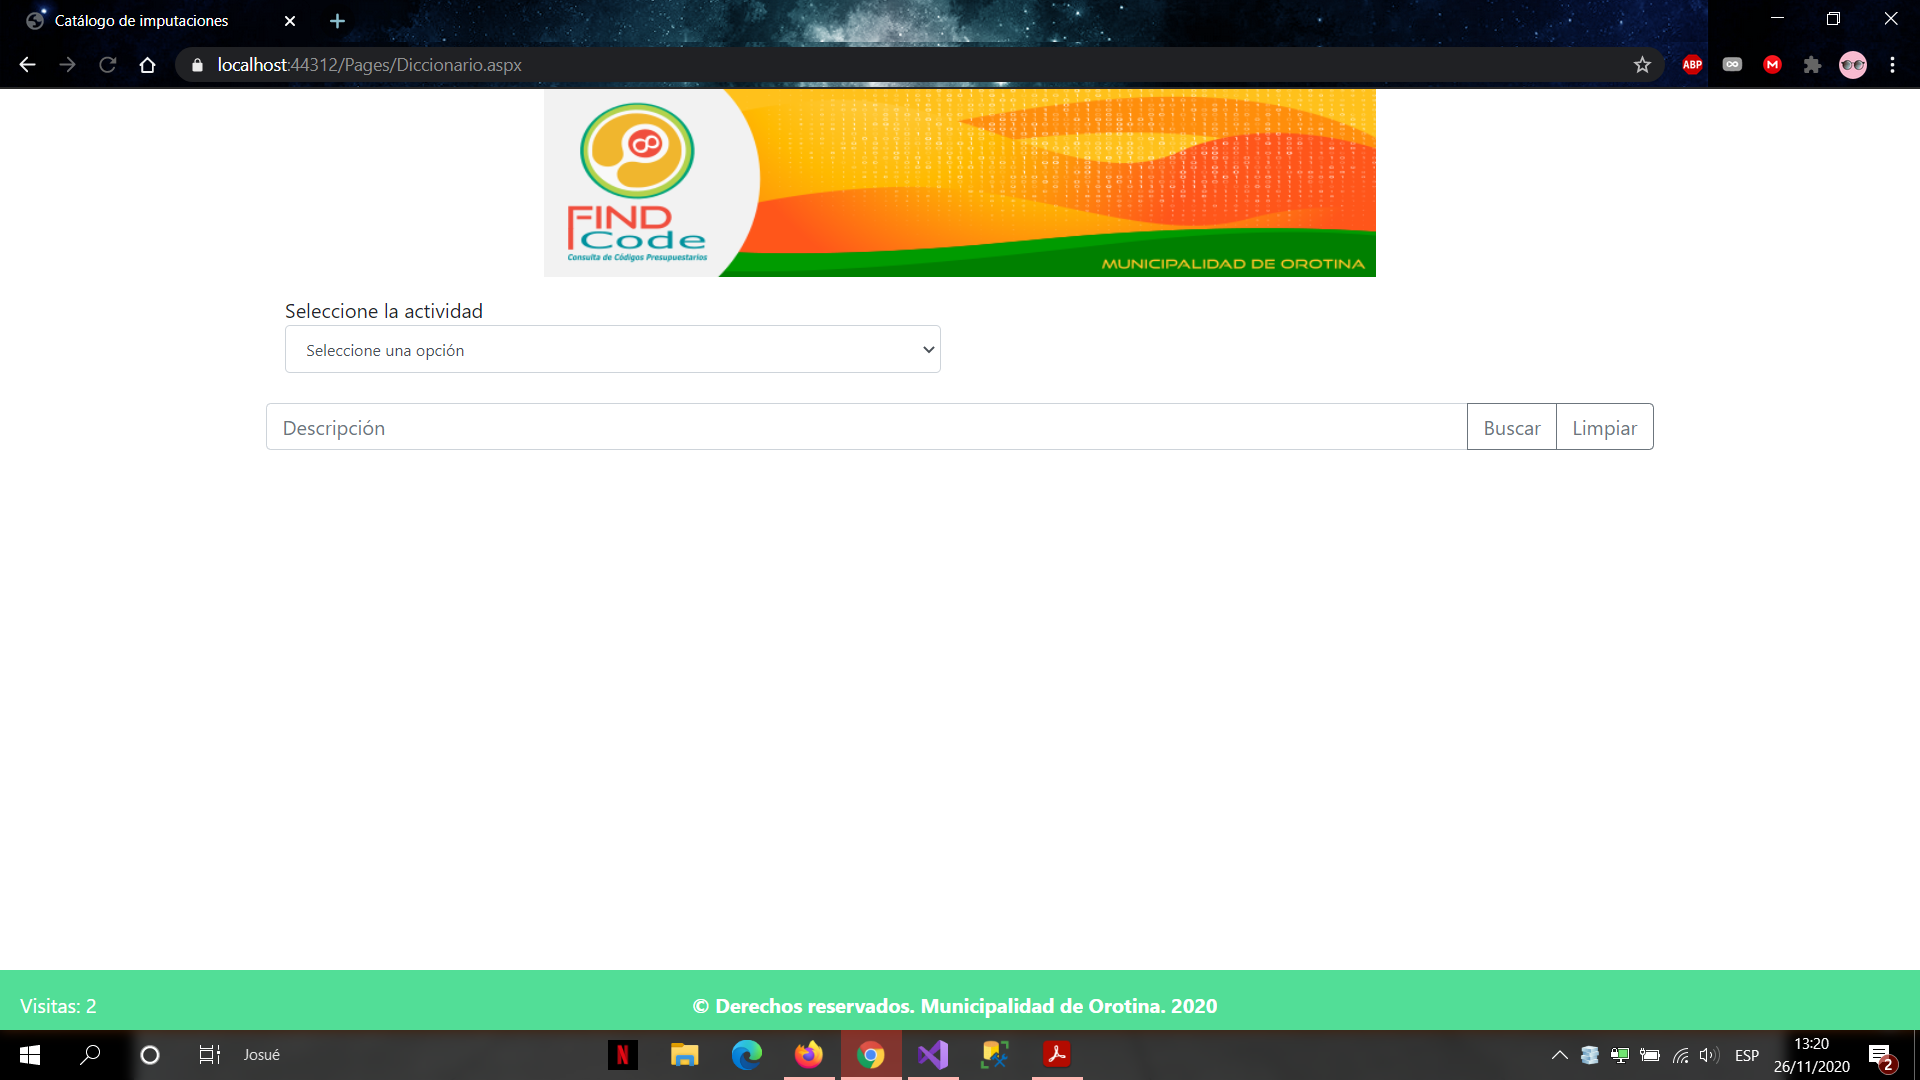 Catálogo de imputaciones
localhost:44312/Pages/Diccionario.aspx
ABP
M
FIND
Code
Consulta de Códigos Presupuestarios
MUNICIPALIDAD DE OROTINA
Seleccione la actividad
Seleccione una opción
Descripción
Buscar
Limpiar
Visitas: 2
© Derechos reservados. Municipalidad de Orotina. 2020
Josué
N
ESP
13:20
26/11/2020
2